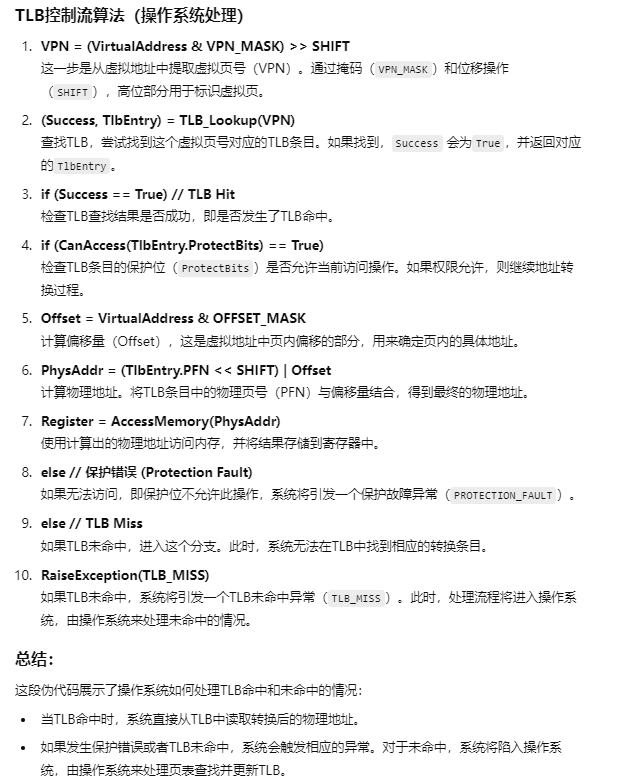 TLB控制流算法（操作系统处理）
1. VPN = (VirtualAddress & VPN_MASK) >> SHIFT
这一步是从虚拟地址中提取虚拟页号（VPN）。通过掩码（VPN_MASK）和位移操作
（SHIFT），高位部分用于标识虚拟页。
2. (Success, TlbEntry) = TLB_Lookup(VPN)
查找TLB，尝试找到这个虚拟页号对应的TLB条目。如果找到，Success 会为True，并返回对应
的TlbEntry。
3. if (Success == True) // TLB Hit
检查TLB查找结果是否成功，即是否发生了TLB命中。
4. if (CanAccess(TlbEntry.ProtectBits) == True)
检查TLB条目的保护位（ProtectBits）是否允许当前访问操作。如果权限允许，则继续地址转
换过程。
5. Offset = VirtualAddress & OFFSET_MASK
计算偏移量（Offset），这是虚拟地址中页内偏移的部分，用来确定页内的具体地址。
6. PhysAddr = (TlbEntry.PFN << SHIFT) | Offset
计算物理地址。将TLB条目中的物理页号（PFN）与偏移量结合，得到最终的物理地址。
7. Register = AccessMemory(PhysAddr)
使用计算出的物理地址访问内存，并将结果存储到寄存器中。
8. else // 保护错误 (Protection Fault)
如果无法访问，即保护位不允许此操作，系统将引发一个保护故障异常（PROTECTION_FAULT）。
9. else // TLB Miss
如果TLB未命中，进入这个分支。此时，系统无法在TLB中找到相应的转换条目。
10. RaiseException(TLB_MISS)
如果TLB未命中，系统将引发一个TLB未命中异常（TLB_MISS）。此时，处理流程将进入操作系
统，由操作系统来处理未命中的情况。
总结：
这段伪代码展示了操作系统如何处理TLB命中和未命中的情况：
• 当TLB命中时，系统直接从TLB中读取转换后的物理地址。
• 如果发生保护错误或者TLB未命中，系统会触发相应的异常。对于未命中，系统将陷入操作系
统，由操作系统来处理页表查找并更新TLB。